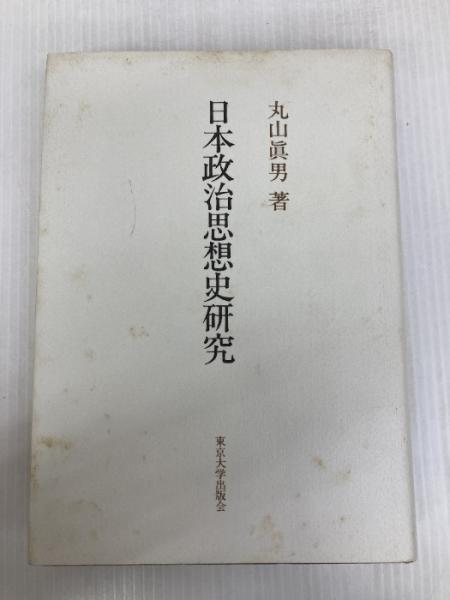 丸山眞男 著
日本政治思想史研究
東京大学出版会